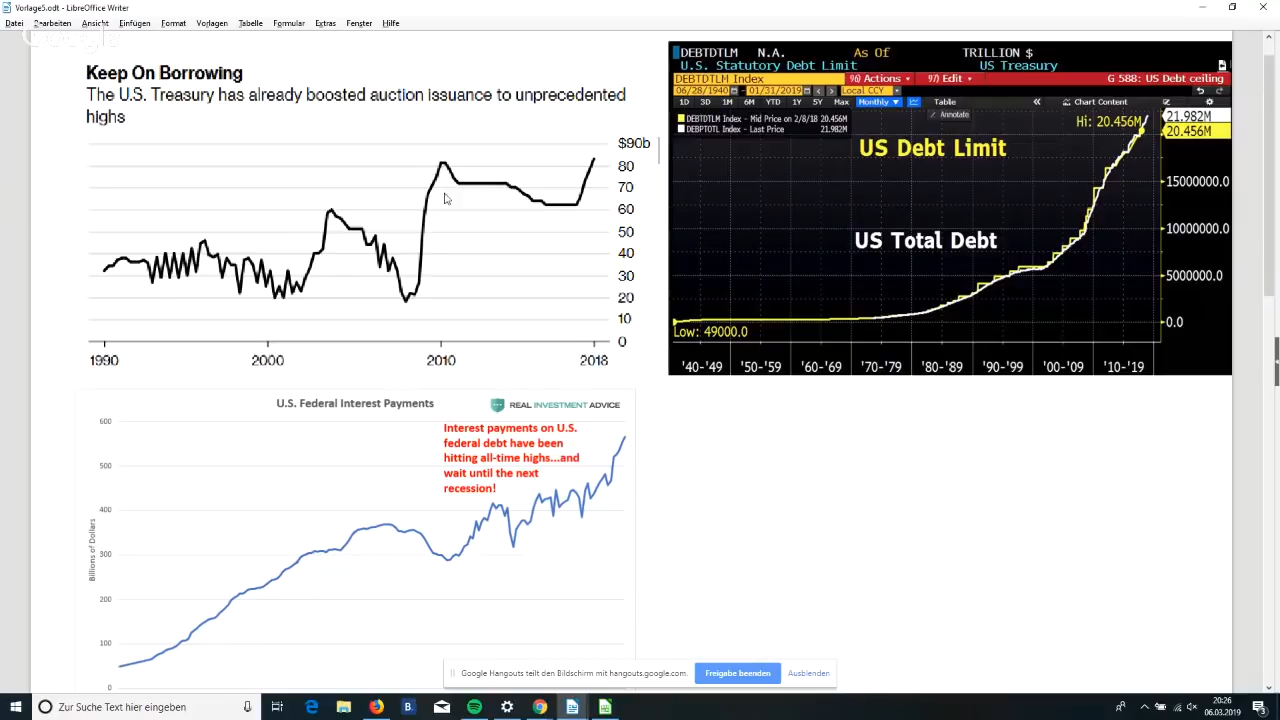 Vorlage5.odt - LibreOffice Writer
Datei Bearbeiten Ansicht Einfügen Format Vorlagen Tabelle Formular Extras Fenster Hilfe
Keep On Borrowing
The U.S. Treasury has already boosted auction issuance to unprecedented
highs
$90b
80
70
60
50
40
30
20
10
0
1990 2000 2010 2018
DEBTDTLM N.A. As Of TRILLION $
U.S. Statutory Debt Limit US Treasury
DEBTDTLM Index 96) Actions 97) Edit G 588: US Debt ceiling
06/28/1940 01/31/2019 Local CCY
1D 3D 1M 6M YTD 1Y 5Y Max Monthly Table Chart Content
DEBTDTLM Index - Mid Price on 2/8/18 20.456M
DEBPTOTL Index - Last Price 21.982M
Annotate
Hi: 20.456M
21.982M
20.456M
US Debt Limit
15000000.0
US Total Debt
10000000.0
5000000.0
0.0
Low: 49000.0
'40-'49 '50-'59 '60-'69 '70-'79 '80-'89 '90-'99 '00-'09 '10-'19
U.S. Federal Interest Payments
REAL INVESTMENT ADVICE
Interest payments on U.S.
federal debt have been
hitting all-time highs...and
wait until the next
recession!
600
500
400
300
200
100
0
Billions of Dollars
Google Hangouts teilt den Bildschirm mit hangouts.google.com.
Freigabe beenden
Ausblenden
Zur Suche Text hier eingeben
20:26
06.03.2019